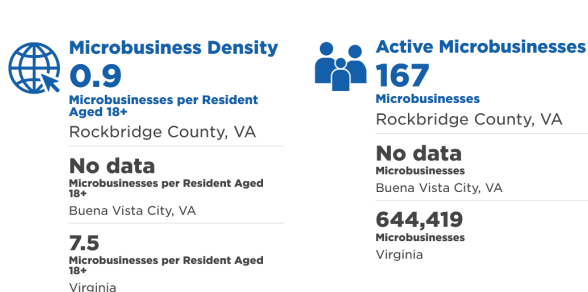 Microbusiness Density
0.9
Microbusinesses per Resident
Aged 18+
Rockbridge County, VA
No data
Microbusinesses per Resident Aged
18+
Buena Vista City, VA
7.5
Microbusinesses per Resident Aged
18+
Virginia
Active Microbusinesses
167
Microbusinesses
Rockbridge County, VA
No data
Microbusinesses
Buena Vista City, VA
644,419
Microbusinesses
Virginia